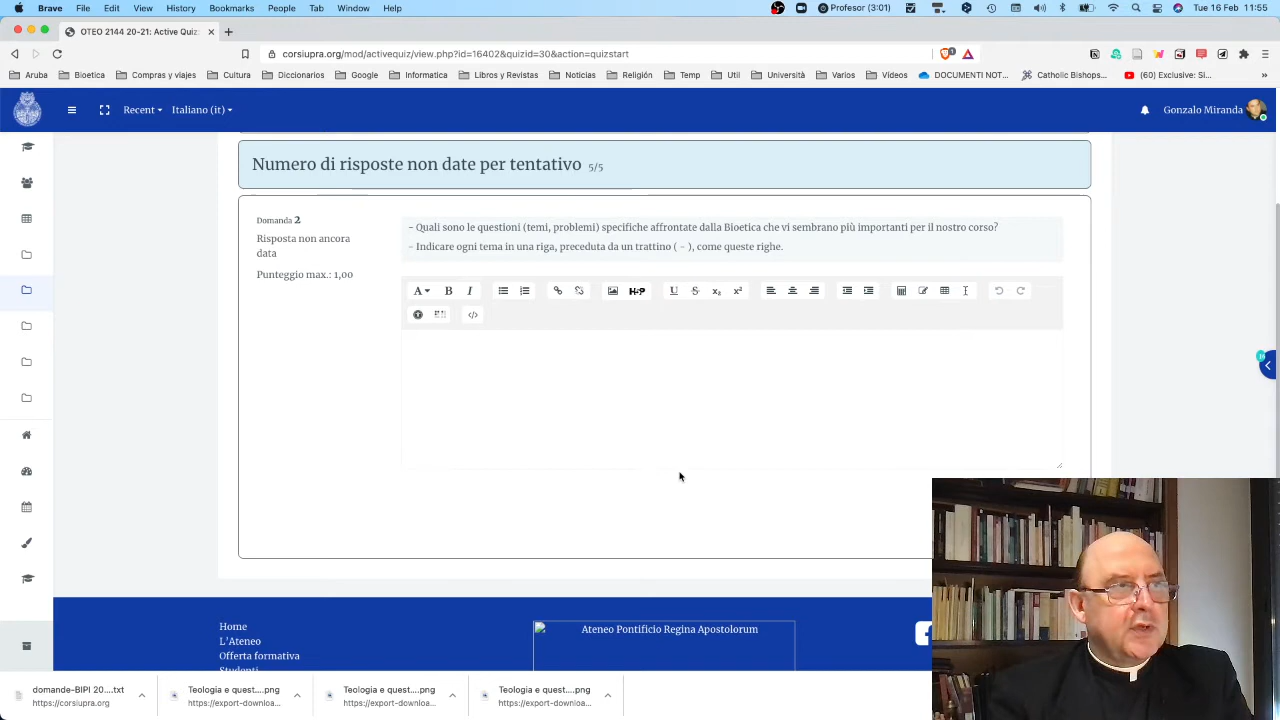 Brave
File
Edit
View
History
Bookmarks
Profiles
Tab
Window
Help
Profesor (3:01)
Tue 16 Feb 11:55
OTEO 2144 20-21: Active Quiz:
corsiupra.org/mod/activequiz/view.php?id=16402&quizid=30&action=quizstart
Aruba
Bioetica
Compras y viajes
Cultura
Diccionarios
Google
Informatica
Libros y Revistas
Noticias
Religión
Temp
Util
Università
Varios
Vídeos
DOCUMENTI NOT...
Catholic Bishops...
(60) Exclusive: Si...
Recent
Italiano (it)
Gonzalo Miranda
Numero di risposte non date per tentativo 5/5
Domanda 2
Risposta non ancora
data
Punteggio max.: 1,00
- Quali sono le questioni (temi, problemi) specifiche affrontate dalla Bioetica che vi sembrano più importanti per il nostro corso?
- Indicare ogni tema in una riga, preceduta da un trattino ( - ), come queste righe.
A B I H-P U S x₂ x²
Home
L'Ateneo
Offerta formativa
Studenti
Ateneo Pontificio Regina Apostolorum
domande-BIPI 20....txt
https://corsiupra.org
Teologia e quest....png
https://export-downloa...
Teologia e quest....png
https://export-downloa...
Teologia e quest....png
https://export-downloa...